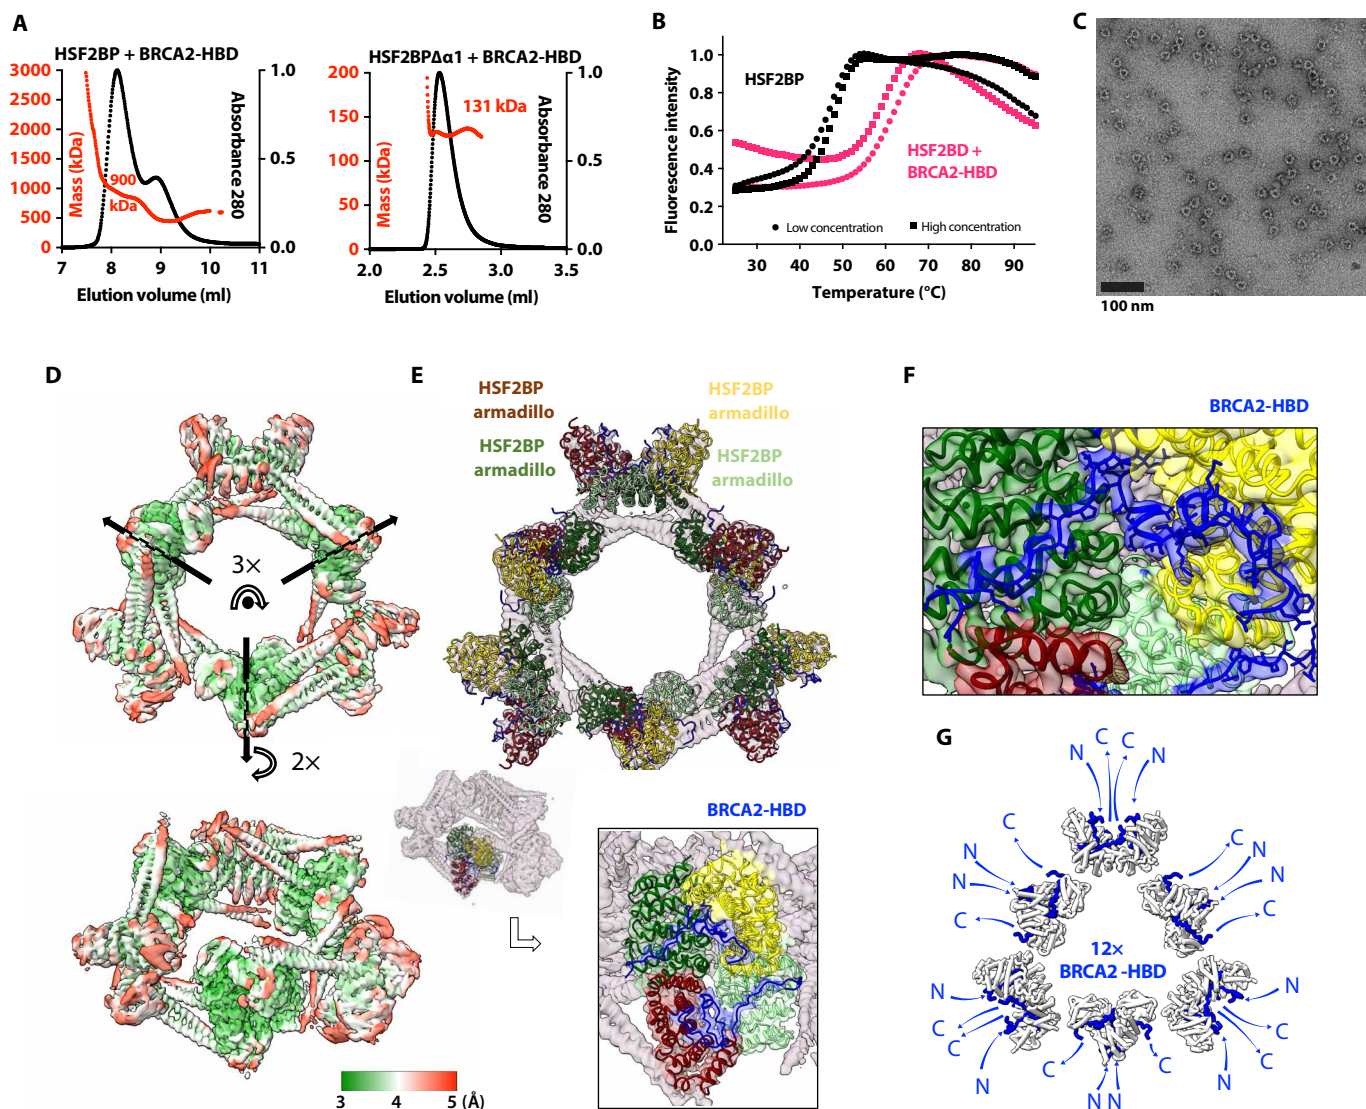 A
HSF2BP + BRCA2-HBD
3000
2500
2000
1500
1000
500
0
Mass (kDa)
900
kDa
1.0
0.5
0.0
Absorbance 280
7
8
9
10
11
Elution volume (ml)
HSF2BPΔα1 + BRCA2-HBD
200
150
100
50
0
Mass (kDa)
131 kDa
1.0
0.5
0.0
Absorbance 280
2.0
2.5
3.0
3.5
Elution volume (ml)
B
Fluorescence intensity
1.0
0.8
0.6
0.4
0.2
0.0
HSF2BP
HSF2BD +
BRCA2-HBD
Low concentration
High concentration
30
40
50
60
70
80
90
Temperature (°C)
C
100 nm
D
3×
2×
3
4
5 (Å)
E
HSF2BP
armadillo
HSF2BP
armadillo
HSF2BP
armadillo
HSF2BP
armadillo
BRCA2-HBD
F
BRCA2-HBD
G
N
C
C
N
C
N
N
C
C
N
N
C
12×
BRCA2 -HBD
N
C
C
N
C
N N
C
N
C
C
N